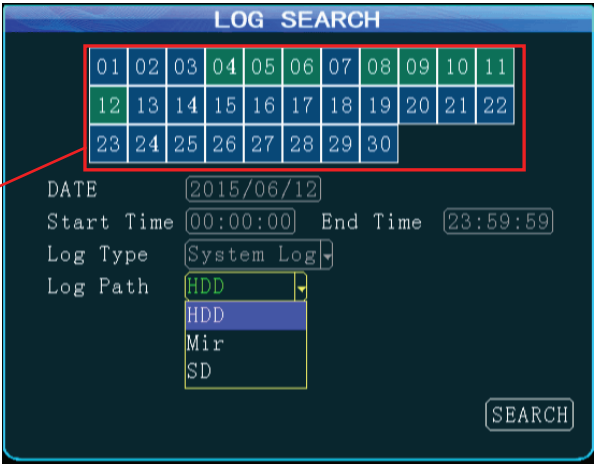 LOG SEARCH
01 02 03 04 05 06 07 08 09 10 11
12 13 14 15 16 17 18 19 20 21 22
23 24 25 26 27 28 29 30
DATE 2015/06/12
Start Time 00:00:00 End Time 23:59:59
Log Type System Log
Log Path HDD
HDD
Mir
SD
SEARCH